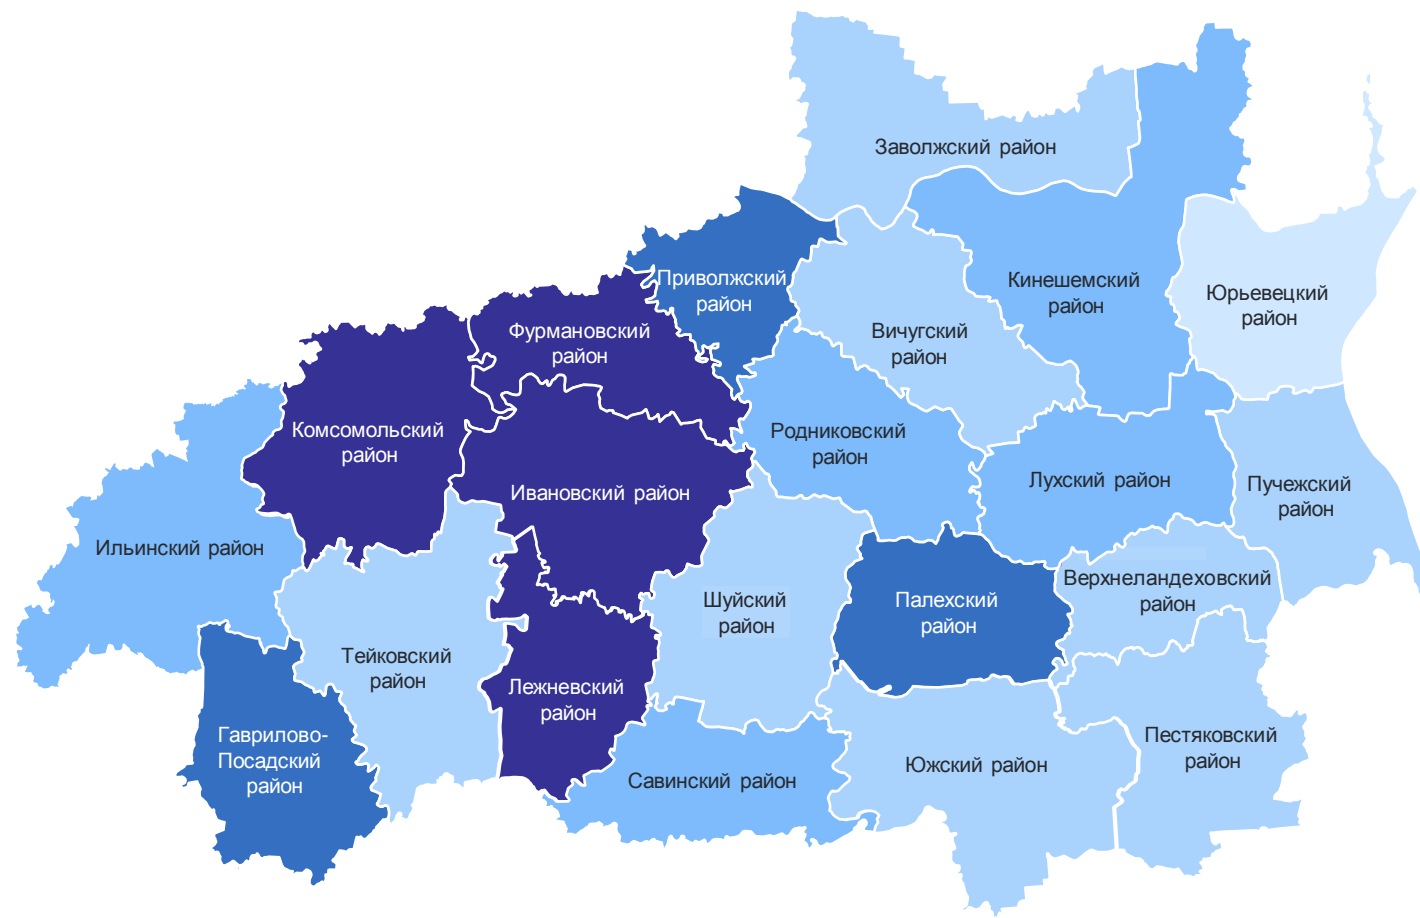 Заволжский район
Приволжский
район
Кинешемский
район
Юрьевецкий
район
Фурмановский
район
Вичугский
район
Комсомольский
район
Родниковский
район
Ивановский район
Лухский район
Пучежский
район
Ильинский район
Верхнеландеховский
район
Шуйский
район
Палехский
район
Тейковский
район
Лежневский
район
Гаврилово-
Посадский
район
Савинский район
Южский район
Пестяковский
район